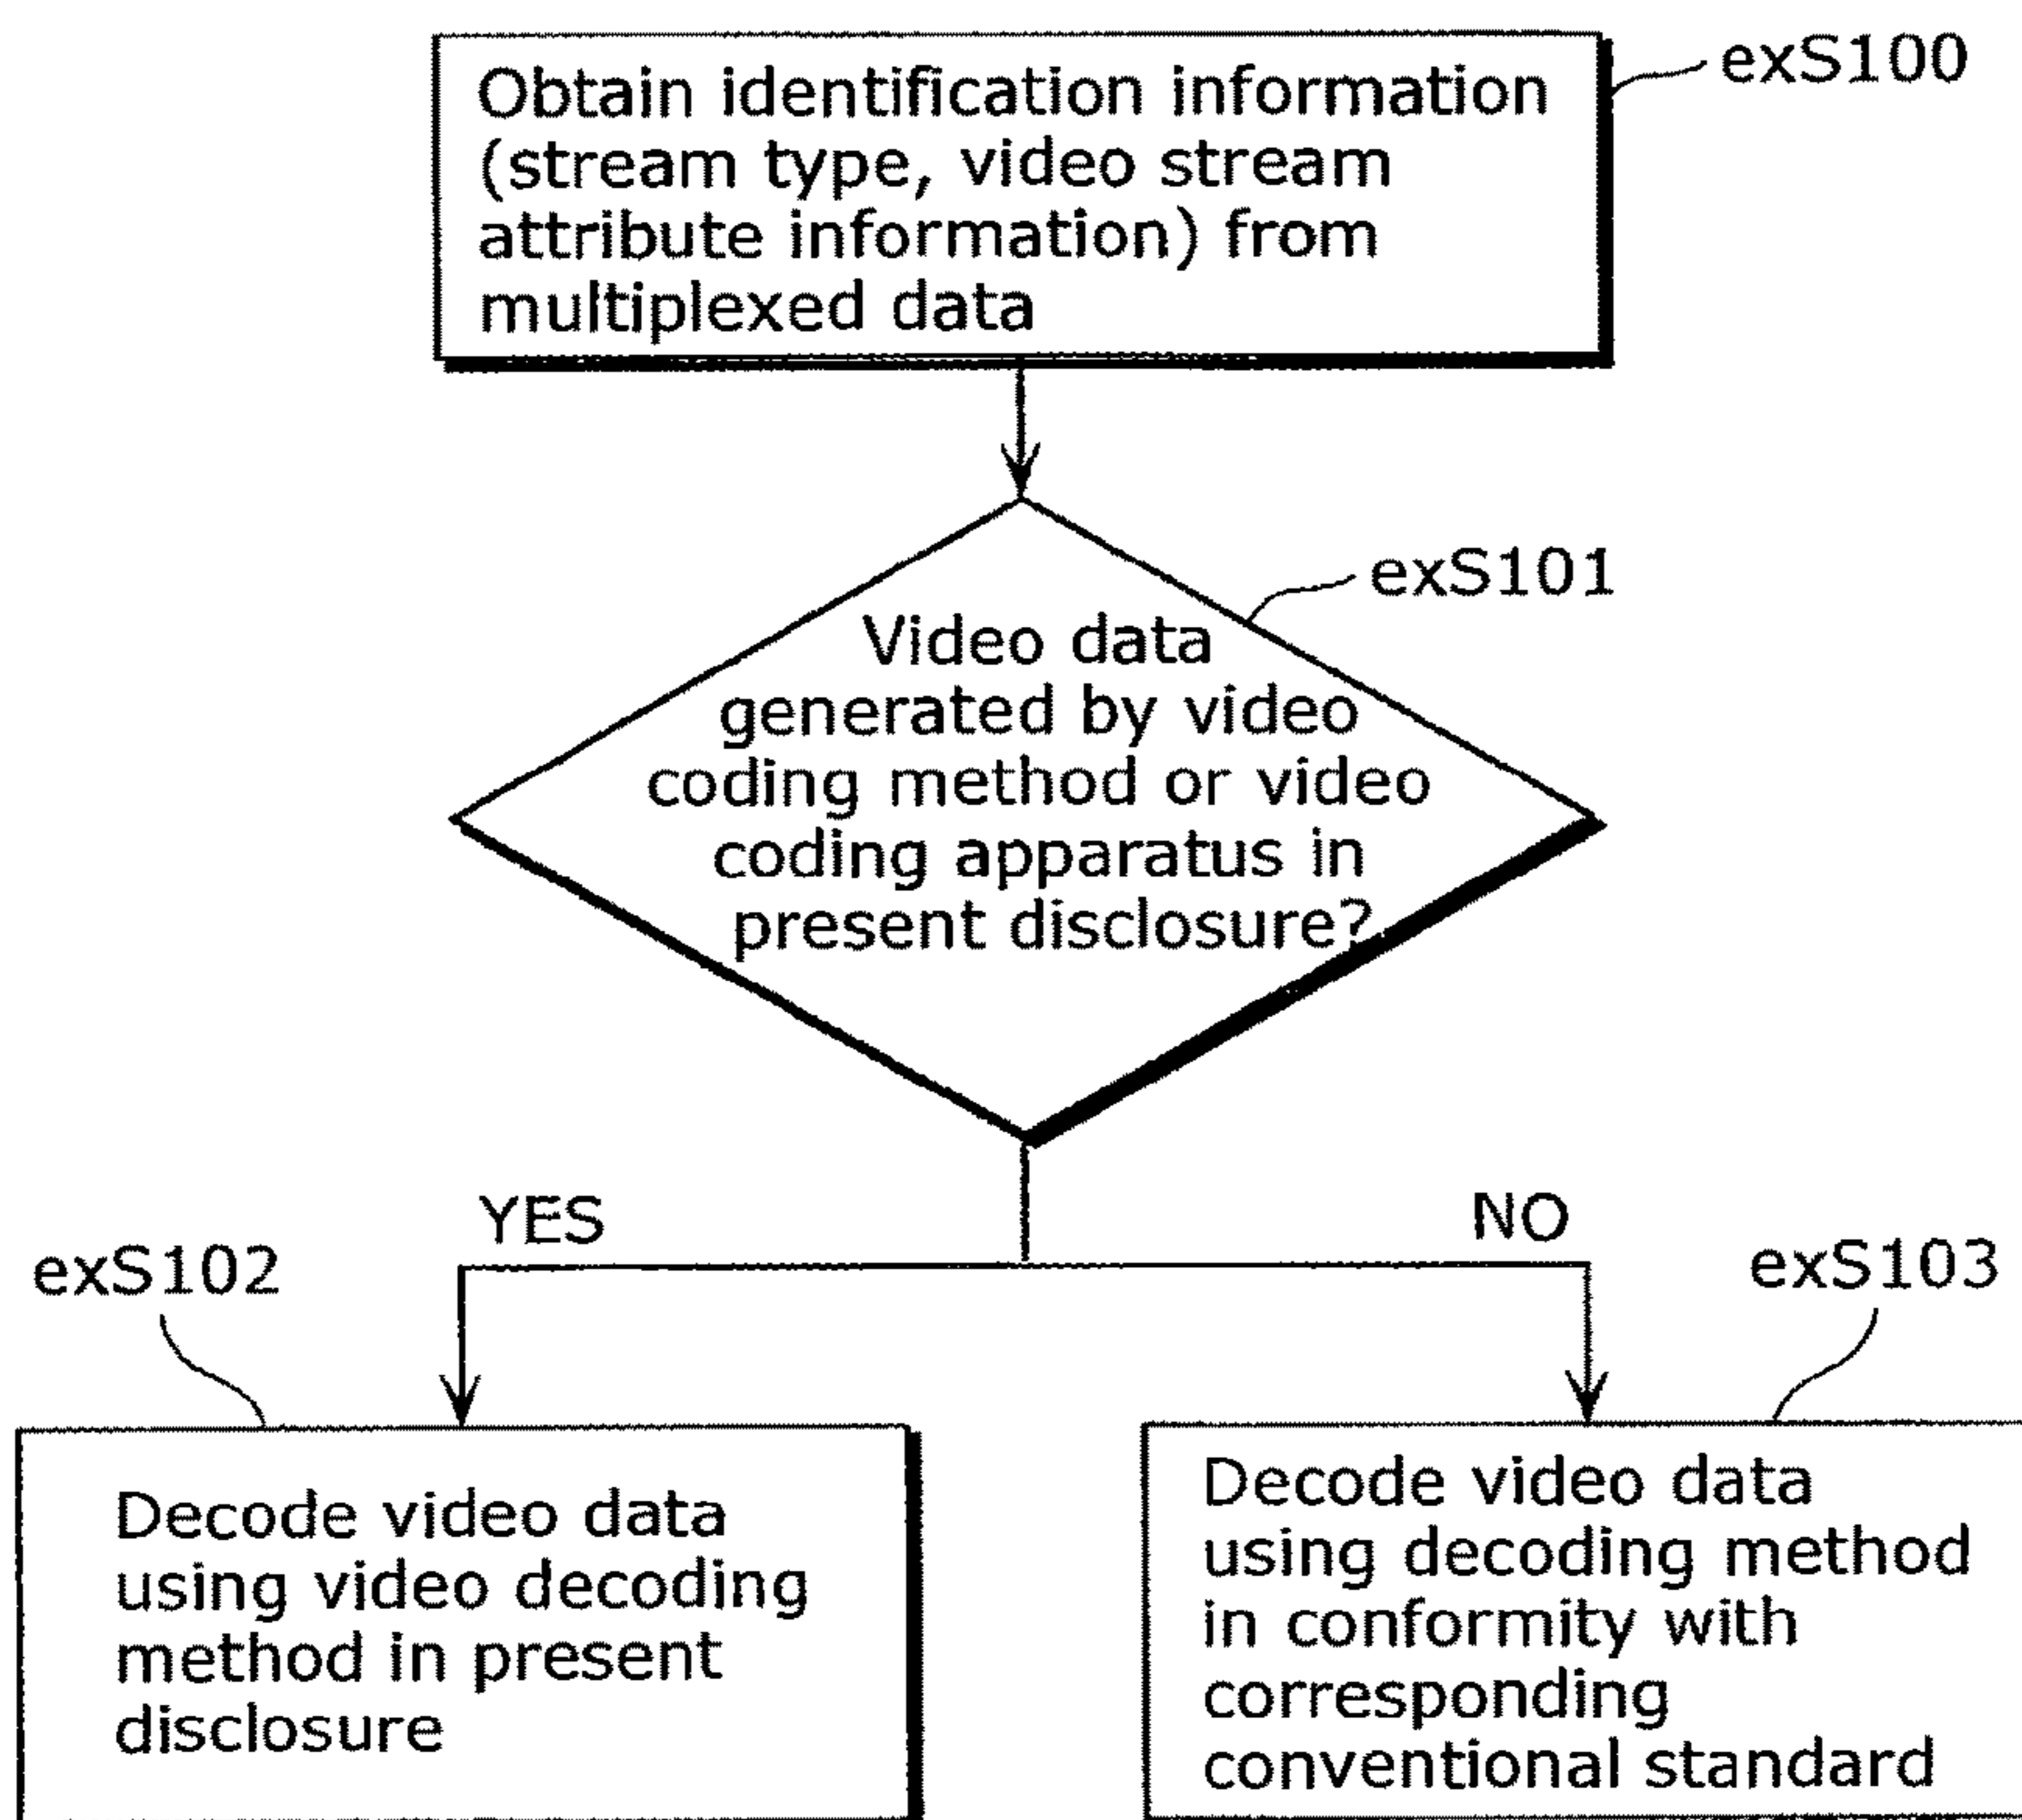 Obtain identification information
(stream type, video stream
attribute information) from
multiplexed data
exS100
exS101
Video data
generated by video
coding method or video
coding apparatus in
present disclosure?
YES
NO
exS102
exS103
Decode video data
using video decoding
method in present
disclosure
Decode video data
using decoding method
in conformity with
corresponding
conventional standard